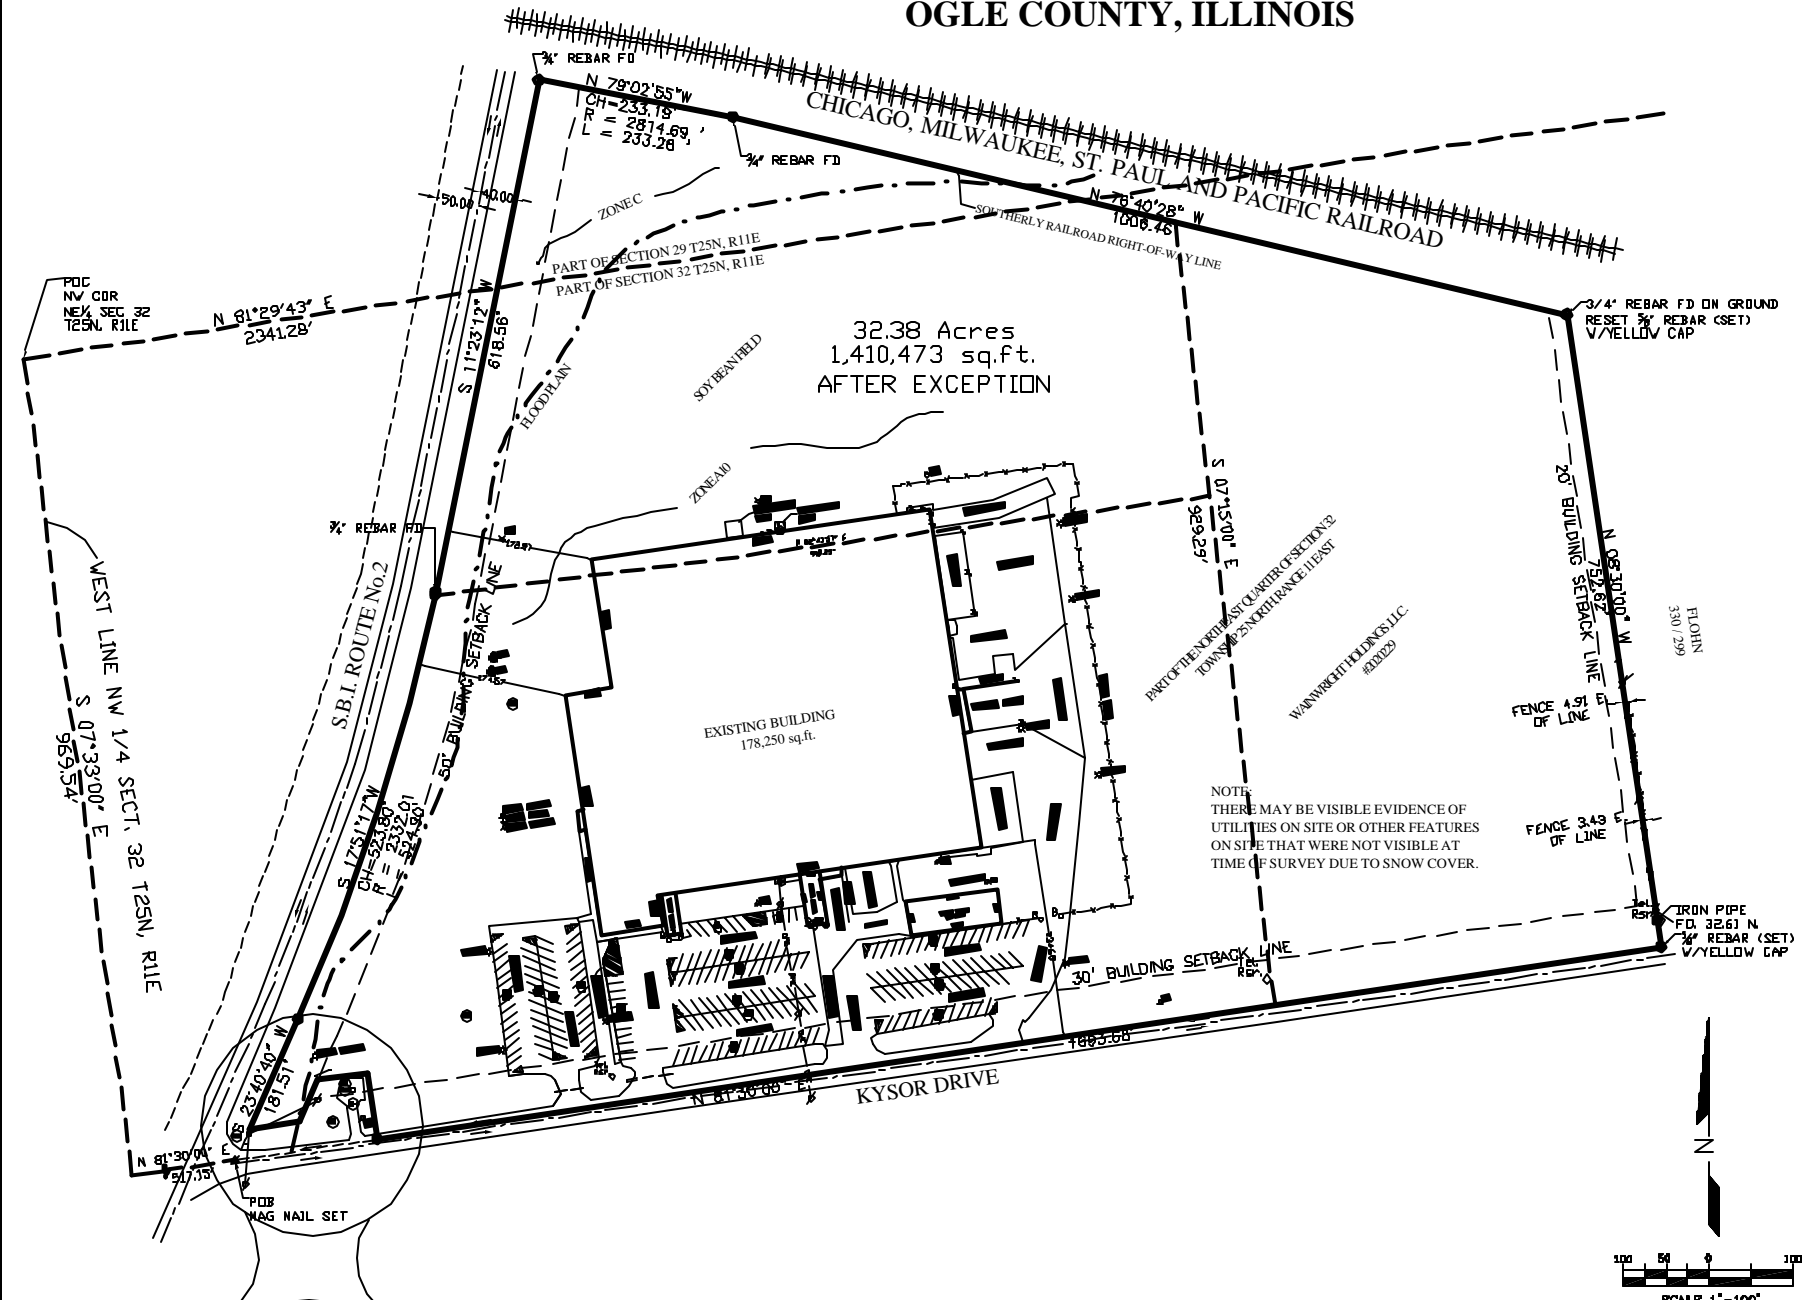 OGLE COUNTY, ILLINOIS
¾" REBAR FD
N 79°02'55"W
CH=233.18'
R = 2814.69'
L = 233.26'
¾" REBAR FD
CHICAGO, MILWAUKEE, ST. PAUL, AND PACIFIC RAILROAD
N 76°40'28" W
1008.46'
SOUTHERLY RAILROAD RIGHT-OF-WAY LINE
50.00'
40.00'
ZONE C
PART OF SECTION 29 T25N, R11E
PART OF SECTION 32 T25N, R11E
POC
NW COR
NE¼ SEC 32
T25N, R11E
N 81°29'43" E
2341.28'
S 11°23'12" W
618.56'
3/4" REBAR FD ON GROUND
RESET ⅝" REBAR (SET)
W/YELLOW CAP
32.38 Acres
1,410,473 sq.ft.
AFTER EXCEPTION
SOY BEAN FIELD
FLOODPLAIN
ZONE A10
¾" REBAR FD
S 07°15'00" E
929.29'
20' BUILDING SETBACK LINE
N 08°30'00" W
752.62'
FLOHN
330 / 299
PART OF THE NORTHEAST QUARTER OF SECTION 32
TOWNSHIP 25 NORTH RANGE 11 EAST
WAINWRIGHT HOLDINGS L.L.C.
#2020229
WEST LINE NW 1/4 SECT. 32 T25N, R11E
S 07°33'00" E
969.54'
S.B.I. ROUTE No.2
50' BUILDING SETBACK LINE
EXISTING BUILDING
178,250 sq.ft.
FENCE 4.91 E
OF LINE
FENCE 3.49 E
OF LINE
NOTE:
THERE MAY BE VISIBLE EVIDENCE OF
UTILITIES ON SITE OR OTHER FEATURES
ON SITE THAT WERE NOT VISIBLE AT
TIME OF SURVEY DUE TO SNOW COVER.
S 17°51'17"W
CH=523.80'
R = 2332.01
L = 524.90'
IRON PIPE
FD. 32.61 N.
⅝" REBAR (SET)
W/YELLOW CAP
30' BUILDING SETBACK LINE
S 23°40'40" W
181.51'
1693.68'
N 81°30'00" E
KYSOR DRIVE
N 81°30'00" E
517.15'
POB
MAG NAIL SET
N
100 50 0 100
SCALE 1"=100'